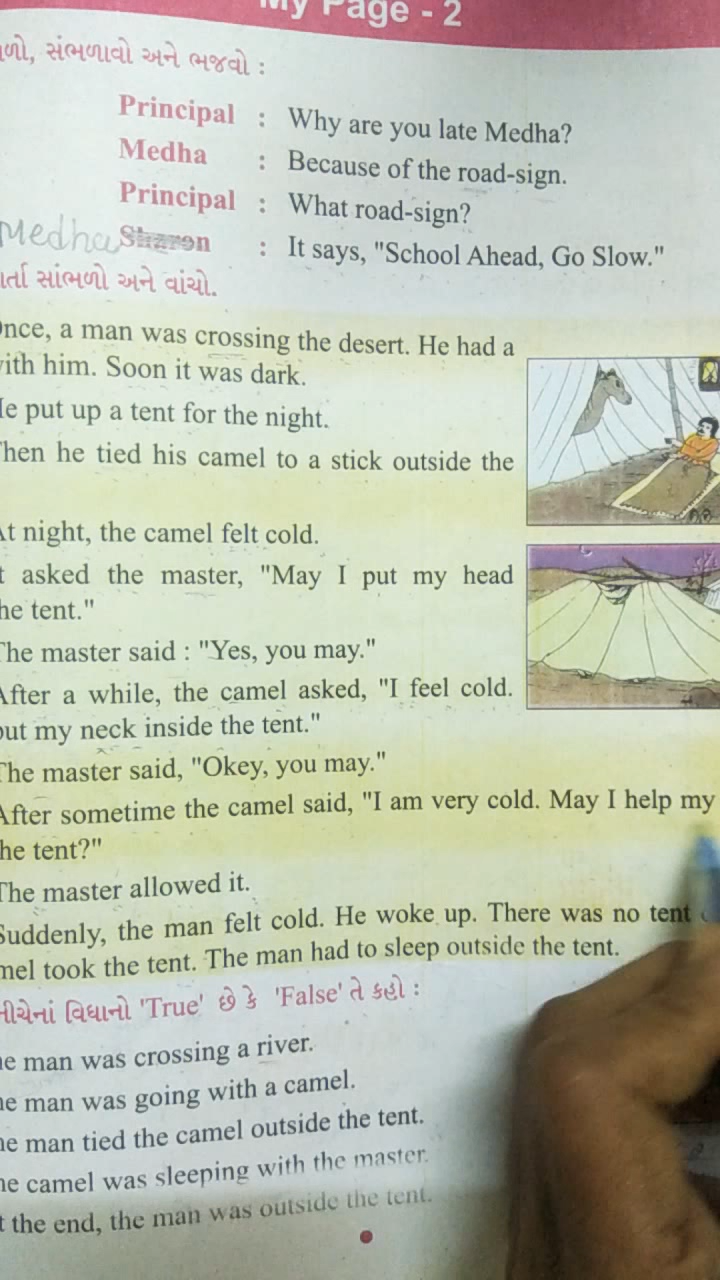 My Page - 2
સંભળાવો અને ભજવો :
Principal : Why are you late Medha?
Medha : Because of the road-sign.
Principal : What road-sign?
Medha Sharon : It says, "School Ahead, Go Slow."
સાંભળો અને વાંચો.
nce, a man was crossing the desert. He had a
ith him. Soon it was dark.
e put up a tent for the night.
hen he tied his camel to a stick outside the
At night, the camel felt cold.
t asked the master, "May I put my head
he tent."
The master said : "Yes, you may."
After a while, the camel asked, "I feel cold.
out my neck inside the tent."
The master said, "Okey, you may."
After sometime the camel said, "I am very cold. May I help my
he tent?"
The master allowed it.
Suddenly, the man felt cold. He woke up. There was no tent
mel took the tent. The man had to sleep outside the tent.
નીચેનાં વિધાનો 'True' છે કે 'False' તે કહો :
he man was crossing a river.
he man was going with a camel.
he man tied the camel outside the tent.
he camel was sleeping with the master.
t the end, the man was outside the tent.